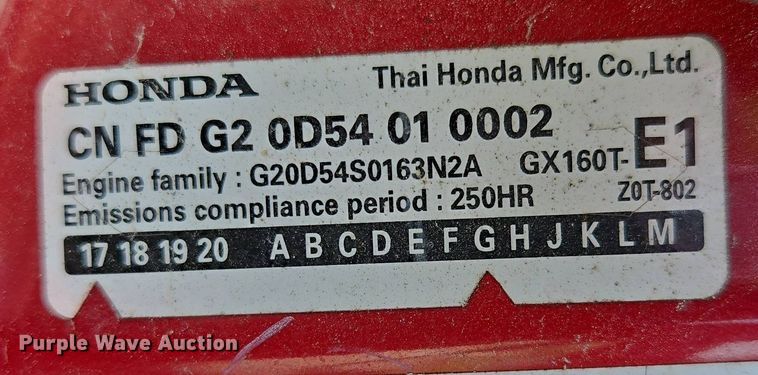 HONDA Thai Honda Mfg. Co.,Ltd.
CN FD G2 0D54 01 0002
Engine family : G20D54S0163N2A GX160T-E1
Emissions compliance period : 250HR Z0T-802
17 18 19 20 A B C D E F G H J K L M
Purple Wave Auction